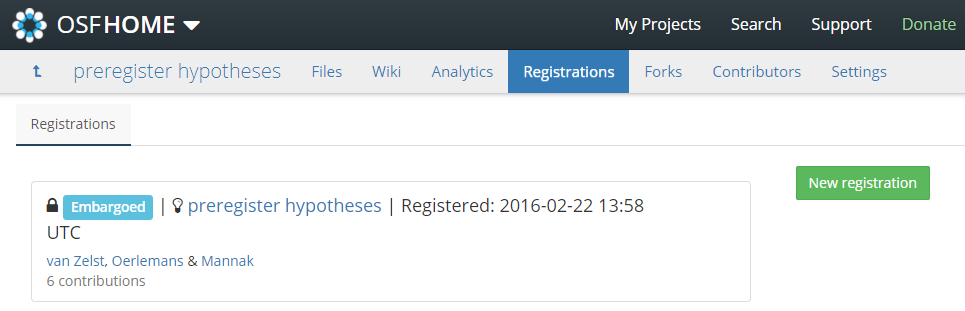 OSFHOME My Projects Search Support Donate
preregister hypotheses Files Wiki Analytics Registrations Forks Contributors Settings
Registrations
New registration
Embargoed | preregister hypotheses | Registered: 2016-02-22 13:58
UTC
van Zelst, Oerlemans & Mannak
6 contributions